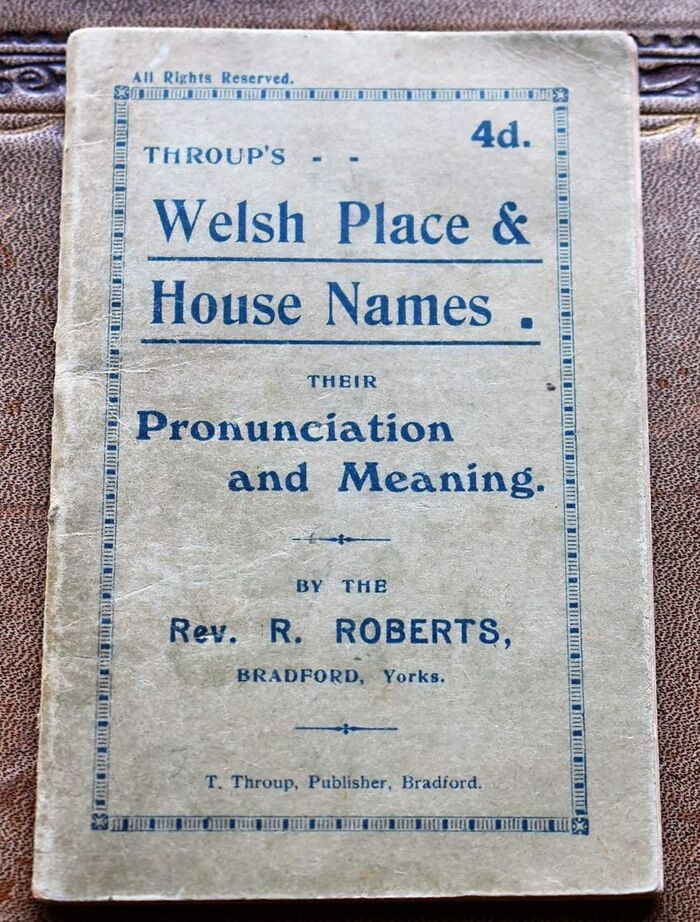 All Rights Reserved.
4d.
THROUP'S - -
Welsh Place &
House Names .
THEIR
Pronunciation
and Meaning.
BY THE
Rev. R. ROBERTS,
BRADFORD, Yorks.
T. Throup, Publisher, Bradford.